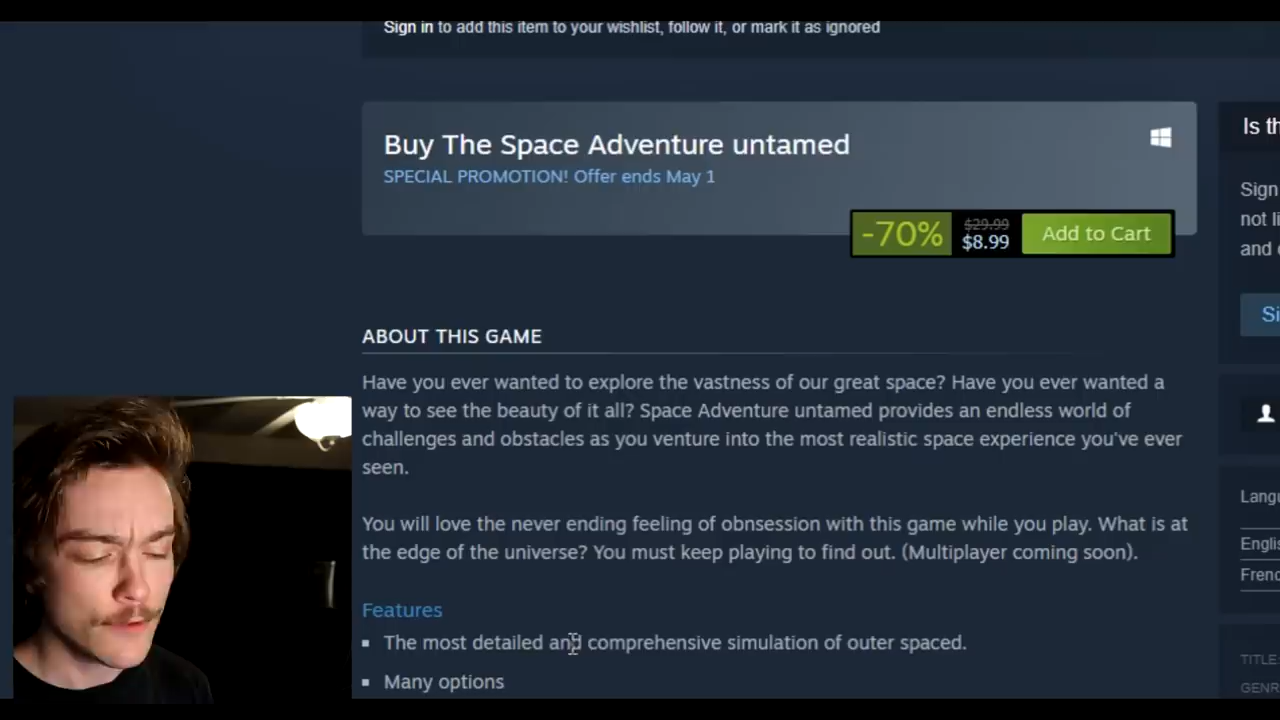 Sign in to add this item to your wishlist, follow it, or mark it as ignored
Buy The Space Adventure untamed
SPECIAL PROMOTION! Offer ends May 1
-70%
$29.99
$8.99
Add to Cart
ABOUT THIS GAME
Have you ever wanted to explore the vastness of our great space? Have you ever wanted a
way to see the beauty of it all? Space Adventure untamed provides an endless world of
challenges and obstacles as you venture into the most realistic space experience you've ever
seen.
You will love the never ending feeling of obnsession with this game while you play. What is at
the edge of the universe? You must keep playing to find out. (Multiplayer coming soon).
Features
The most detailed and comprehensive simulation of outer spaced.
Many options
Is th
Sign
not li
and
Si
Langu
Englis
Frenc
TITLE:
GENR